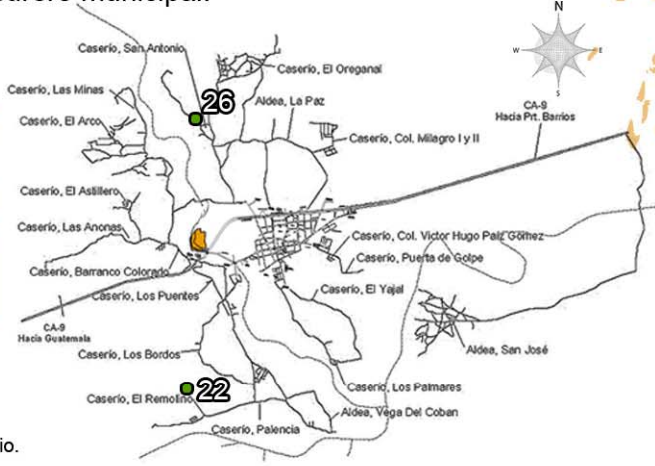 N
W E
S
Caserío, San Antonio
Caserío, El Oreganal
Caserío, Las Minas
26
Aldea, La Paz
CA-9
Hacia Prt. Barrios
Caserío, El Arco
Caserío, Col. Milagro I y II
Caserío, El Astillero
Caserío, Las Anonas
Caserío, Col. Victor Hugo Paiz Gómez
Caserío, Puerta de Golpe
Caserío, Barranco Colorado
Caserío, Los Puentes
Caserío, El Yajal
CA-9
Hacia Guatemala
Caserío, Los Bordos
Aldea, San José
22
Caserío, Los Palmares
Caserío, El Remolino
Aldea, Vega Del Coban
Caserío, Palencia
io.